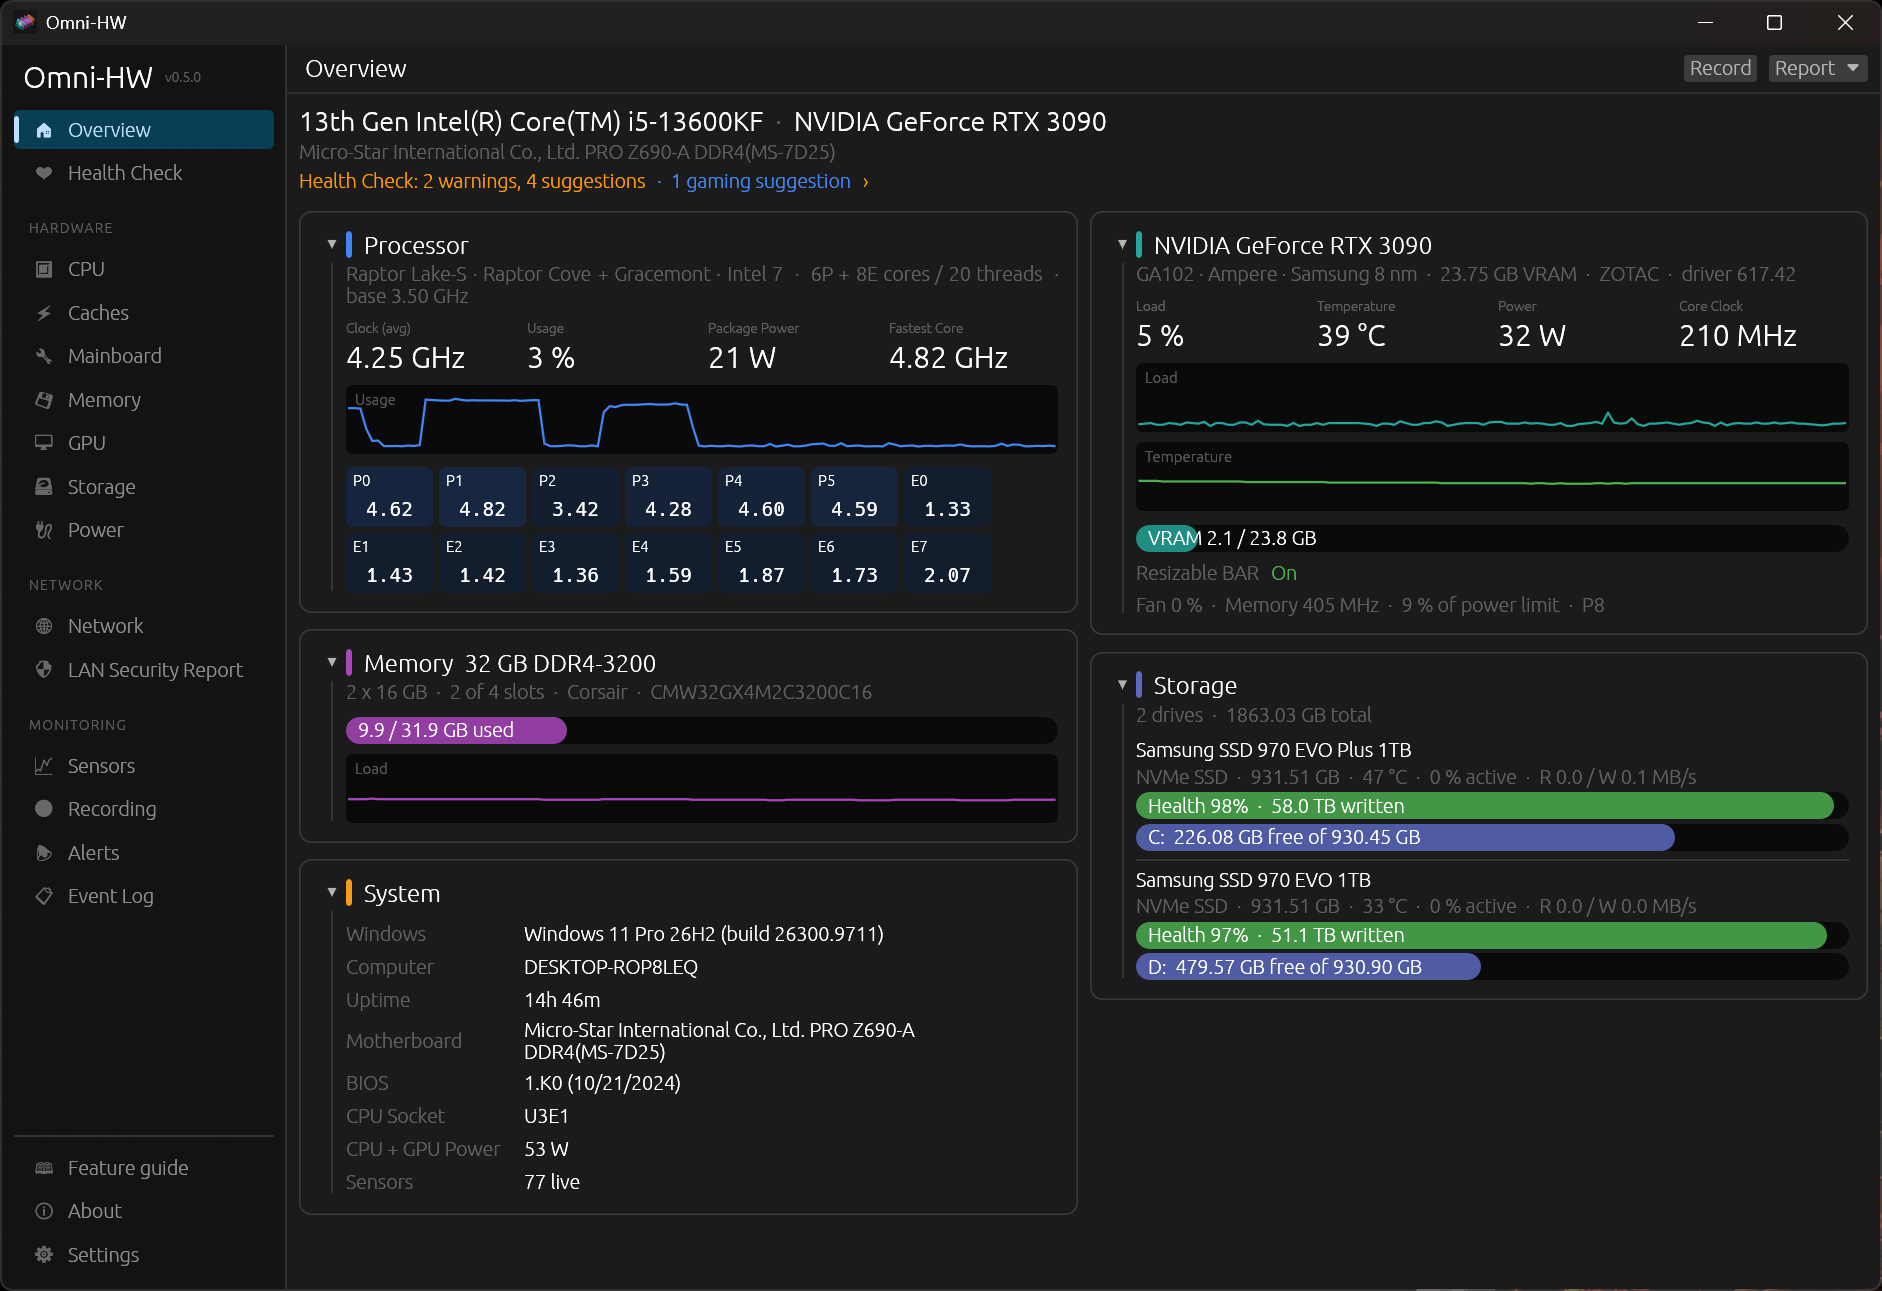 Omni-HW
Omni-HW v0.5.0
Overview
Health Check
HARDWARE
CPU
Caches
Mainboard
Memory
GPU
Storage
Power
NETWORK
Network
LAN Security Report
MONITORING
Sensors
Recording
Alerts
Event Log
Feature guide
About
Settings
Overview
Record
Report
13th Gen Intel(R) Core(TM) i5-13600KF · NVIDIA GeForce RTX 3090
Micro-Star International Co., Ltd. PRO Z690-A DDR4(MS-7D25)
Health Check: 2 warnings, 4 suggestions · 1 gaming suggestion ›
Processor
Raptor Lake-S · Raptor Cove + Gracemont · Intel 7 · 6P + 8E cores / 20 threads ·
base 3.50 GHz
Clock (avg) Usage Package Power Fastest Core
4.25 GHz 3 % 21 W 4.82 GHz
Usage
P0 P1 P2 P3 P4 P5 E0
4.62 4.82 3.42 4.28 4.60 4.59 1.33
E1 E2 E3 E4 E5 E6 E7
1.43 1.42 1.36 1.59 1.87 1.73 2.07
Memory 32 GB DDR4-3200
2 x 16 GB · 2 of 4 slots · Corsair · CMW32GX4M2C3200C16
9.9 / 31.9 GB used
Load
System
Windows Windows 11 Pro 26H2 (build 26300.9711)
Computer DESKTOP-ROP8LEQ
Uptime 14h 46m
Motherboard Micro-Star International Co., Ltd. PRO Z690-A
DDR4(MS-7D25)
BIOS 1.K0 (10/21/2024)
CPU Socket U3E1
CPU + GPU Power 53 W
Sensors 77 live
NVIDIA GeForce RTX 3090
GA102 · Ampere · Samsung 8 nm · 23.75 GB VRAM · ZOTAC · driver 617.42
Load Temperature Power Core Clock
5 % 39 °C 32 W 210 MHz
Load
Temperature
VRAM 2.1 / 23.8 GB
Resizable BAR On
Fan 0 % · Memory 405 MHz · 9 % of power limit · P8
Storage
2 drives · 1863.03 GB total
Samsung SSD 970 EVO Plus 1TB
NVMe SSD · 931.51 GB · 47 °C · 0 % active · R 0.0 / W 0.1 MB/s
Health 98% · 58.0 TB written
C: 226.08 GB free of 930.45 GB
Samsung SSD 970 EVO 1TB
NVMe SSD · 931.51 GB · 33 °C · 0 % active · R 0.0 / W 0.0 MB/s
Health 97% · 51.1 TB written
D: 479.57 GB free of 930.90 GB